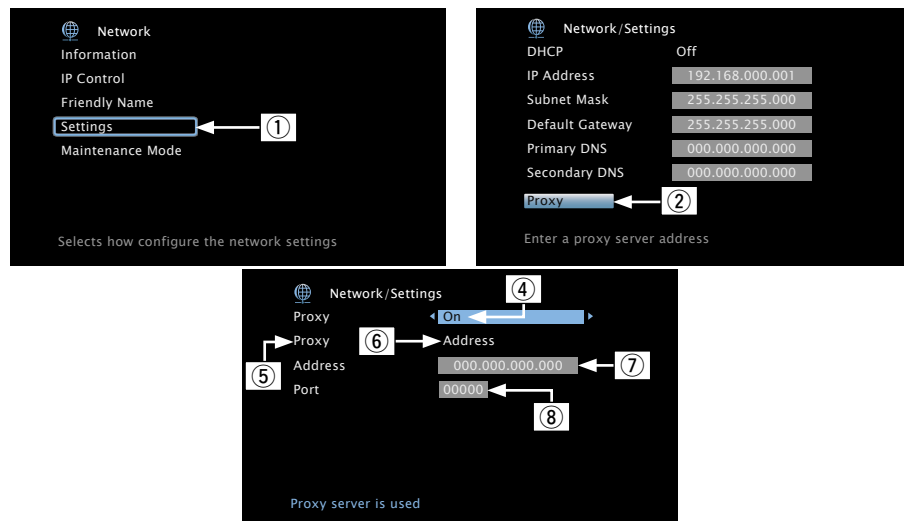 Network
Information
IP Control
Friendly Name
Settings
①
Maintenance Mode
Selects how configure the network settings
Network/Settings
DHCP Off
IP Address 192.168.000.001
Subnet Mask 255.255.255.000
Default Gateway 255.255.255.000
Primary DNS 000.000.000.000
Secondary DNS 000.000.000.000
Proxy ②
Enter a proxy server address
Network/Settings ④
Proxy On
Proxy ⑥ Address
⑤ Address 000.000.000.000 ⑦
Port 00000
⑧
Proxy server is used